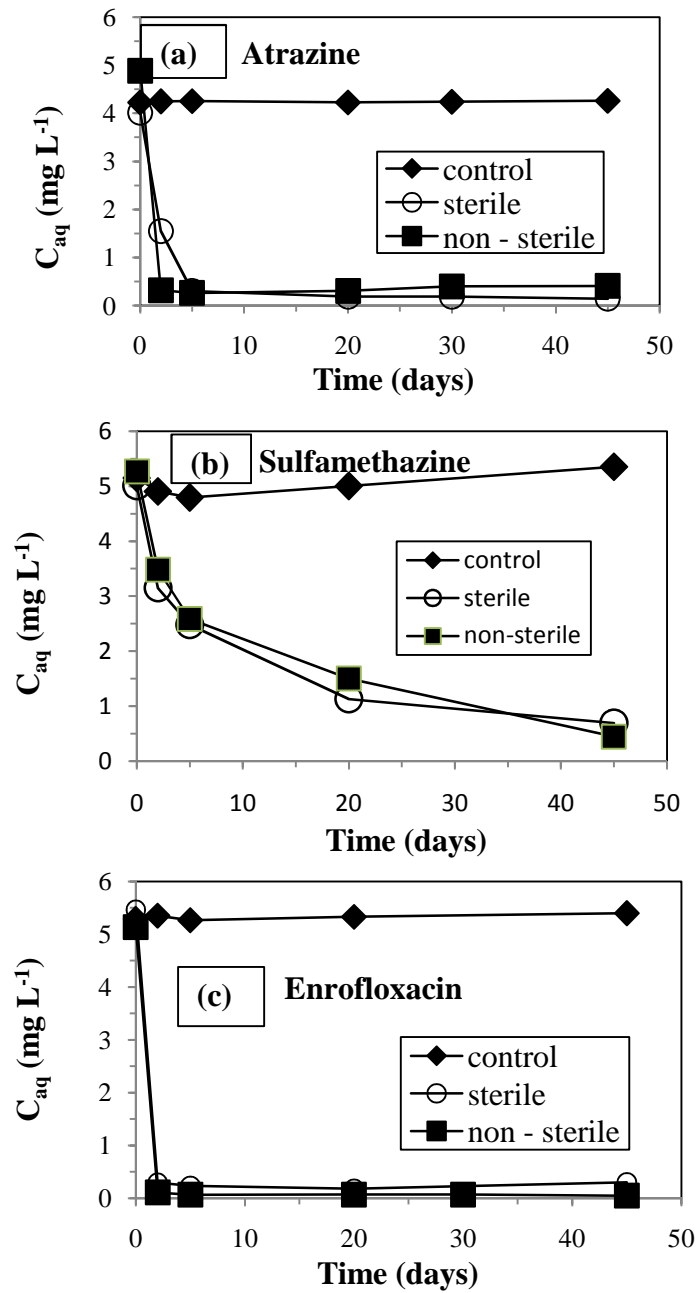 6
(a) Atrazine
5
4
3
2
1
0
C_aq (mg L^-1)
control
sterile
non - sterile
0 10 20 30 40 50
Time (days)
6
(b) Sulfamethazine
5
4
3
2
1
0
C_aq (mg L^-1)
control
sterile
non-sterile
0 10 20 30 40 50
Time (days)
6
5
4
3
2
1
0
C_aq (mg L^-1)
(c) Enrofloxacin
control
sterile
non - sterile
0 10 20 30 40 50
Time (days)